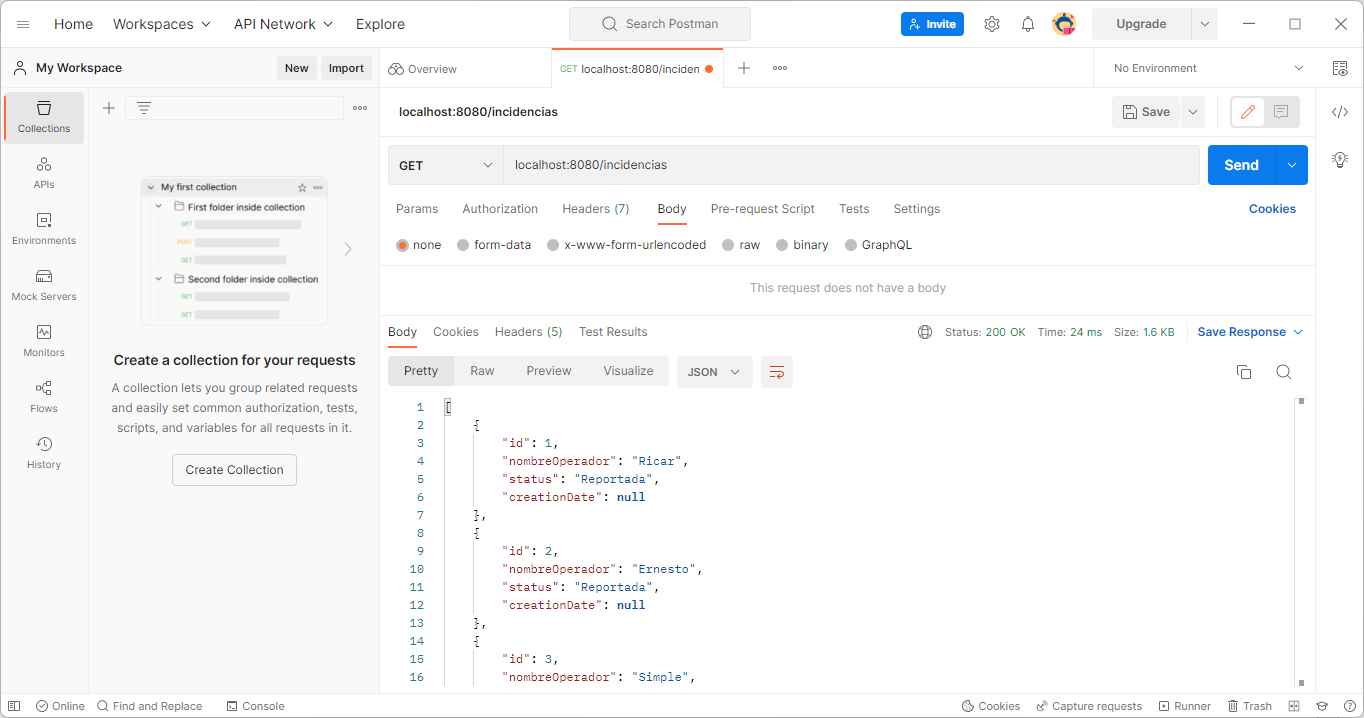 Home Workspaces API Network Explore Search Postman Invite Upgrade
My Workspace New Import
Overview GET localhost:8080/inciden No Environment
Collections
APIs
Environments
Mock Servers
Monitors
Flows
History
My first collection
First folder inside collection
GET
POST
GET
Second folder inside collection
GET
GET
Create a collection for your requests
A collection lets you group related requests
and easily set common authorization, tests,
scripts, and variables for all requests in it.
Create Collection
localhost:8080/incidencias Save
GET localhost:8080/incidencias Send
Params Authorization Headers (7) Body Pre-request Script Tests Settings Cookies
none form-data x-www-form-urlencoded raw binary GraphQL
This request does not have a body
Body Cookies Headers (5) Test Results Status: 200 OK Time: 24 ms Size: 1.6 KB Save Response
Pretty Raw Preview Visualize JSON
1 [
2 {
3 "id": 1,
4 "nombreOperador": "Ricar",
5 "status": "Reportada",
6 "creationDate": null
7 },
8 {
9 "id": 2,
10 "nombreOperador": "Ernesto",
11 "status": "Reportada",
12 "creationDate": null
13 },
14 {
15 "id": 3,
16 "nombreOperador": "Simple",
Online Find and Replace Console Cookies Capture requests Runner Trash